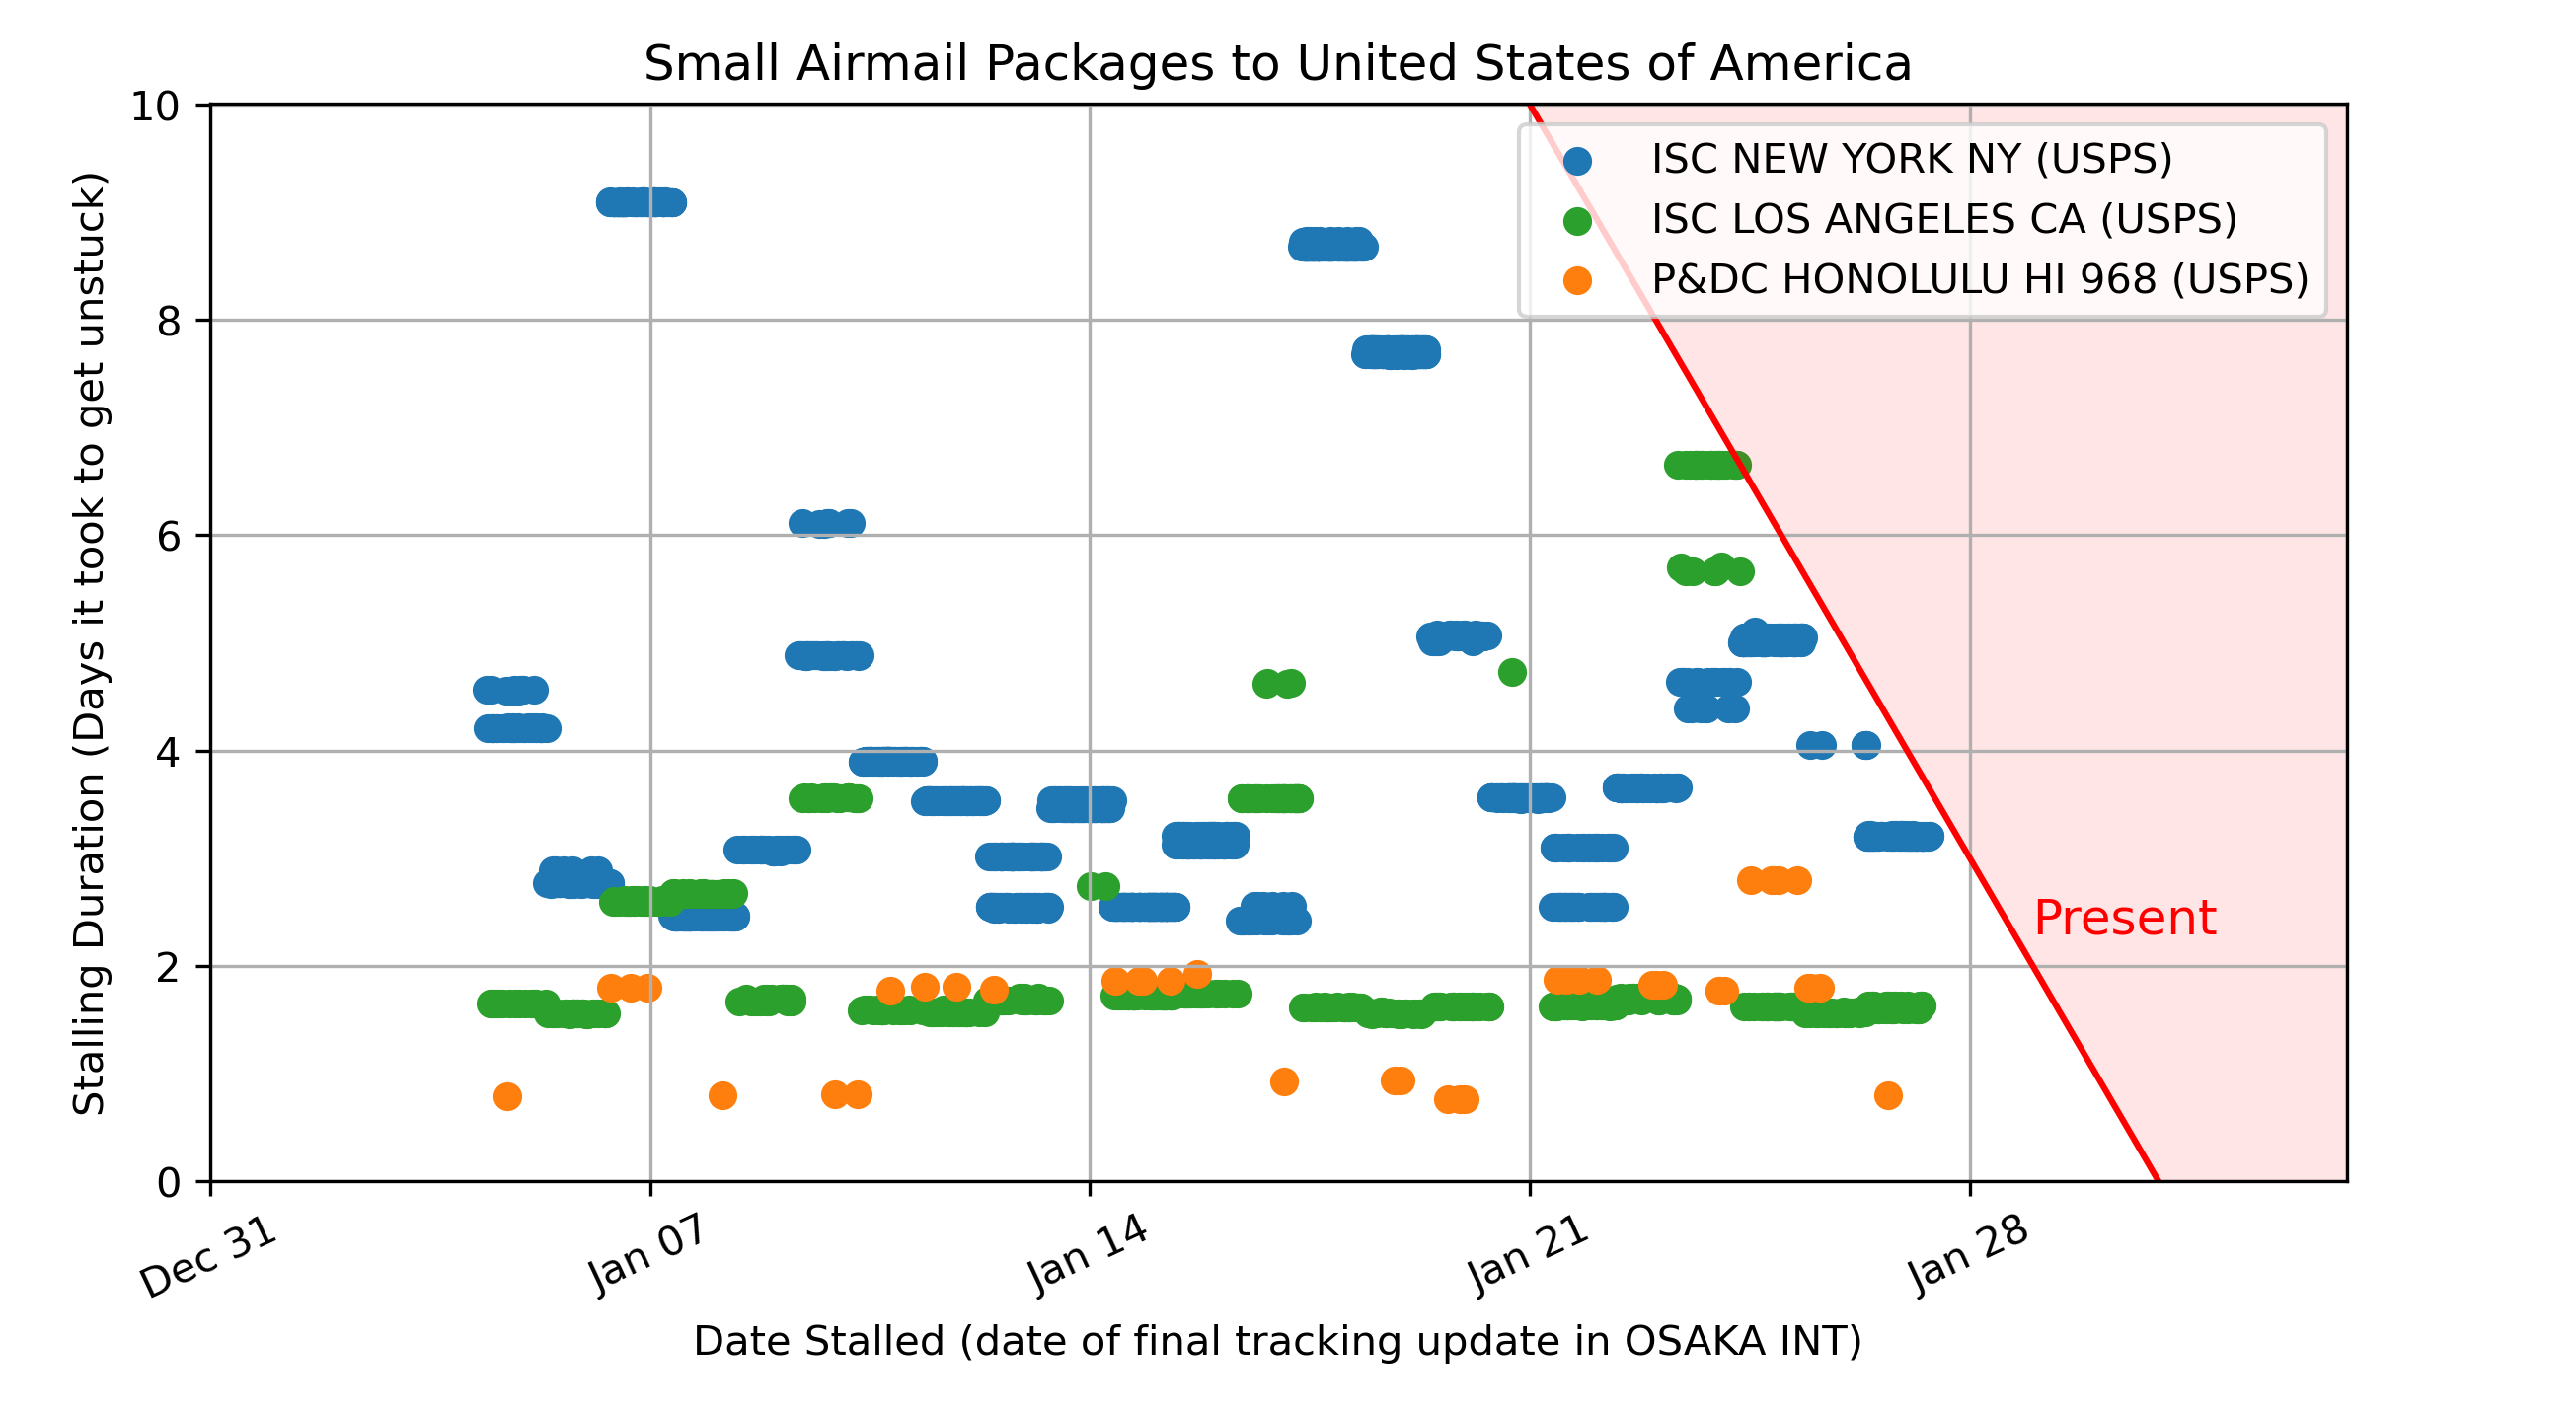 Small Airmail Packages to United States of America
Stalling Duration (Days it took to get unstuck)
10
8
6
4
2
0
ISC NEW YORK NY (USPS)
ISC LOS ANGELES CA (USPS)
P&DC HONOLULU HI 968 (USPS)
Present
Dec 31
Jan 07
Jan 14
Jan 21
Jan 28
Date Stalled (date of final tracking update in OSAKA INT)